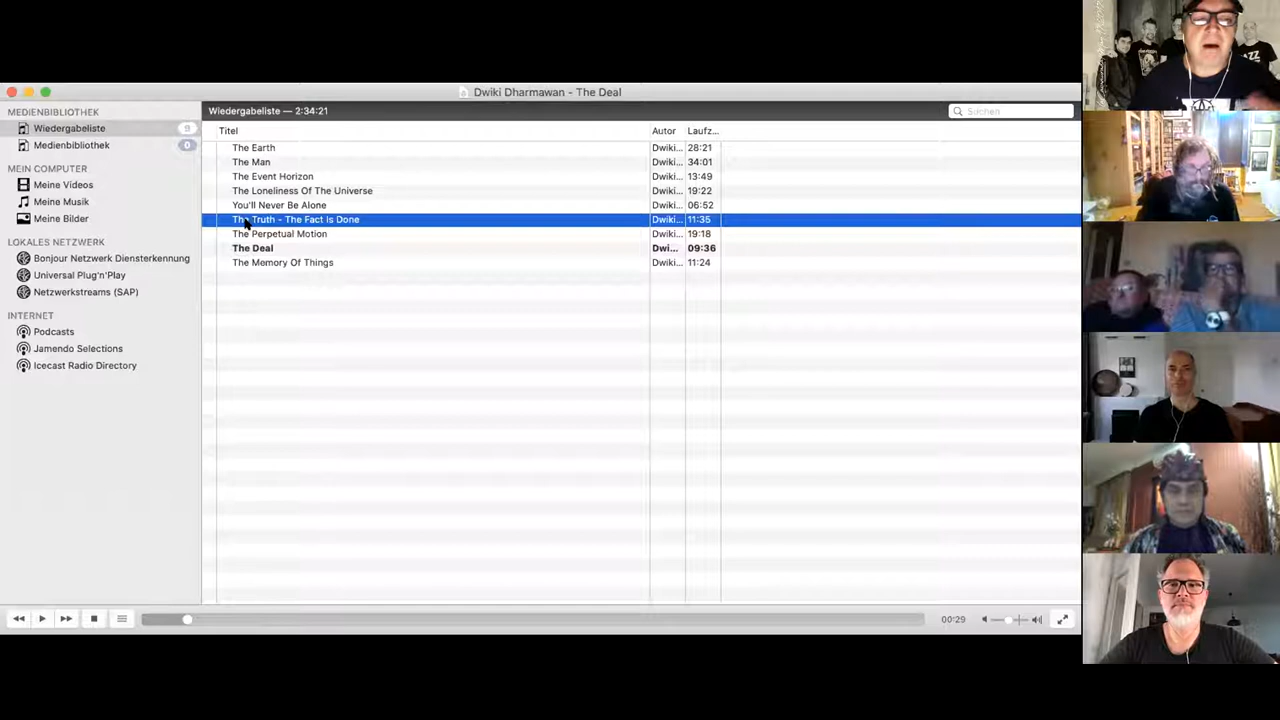 Dwiki Dharmawan - The Deal
MEDIENBIBLIOTHEK
Wiedergabeliste 9
Medienbibliothek 0
MEIN COMPUTER
Meine Videos
Meine Musik
Meine Bilder
LOKALES NETZWERK
Bonjour Netzwerk Diensterkennung
Universal Plug'n'Play
Netzwerkstreams (SAP)
INTERNET
Podcasts
Jamendo Selections
Icecast Radio Directory
Wiedergabeliste — 2:34:21
Suchen
Titel Autor Laufz...
The Earth Dwiki... 28:21
The Man Dwiki... 34:01
The Event Horizon Dwiki... 13:49
The Loneliness Of The Universe Dwiki... 19:22
You'll Never Be Alone Dwiki... 06:52
The Truth - The Fact Is Done Dwiki... 11:35
The Perpetual Motion Dwiki... 19:18
The Deal Dwi... 09:36
The Memory Of Things Dwiki... 11:24
00:29